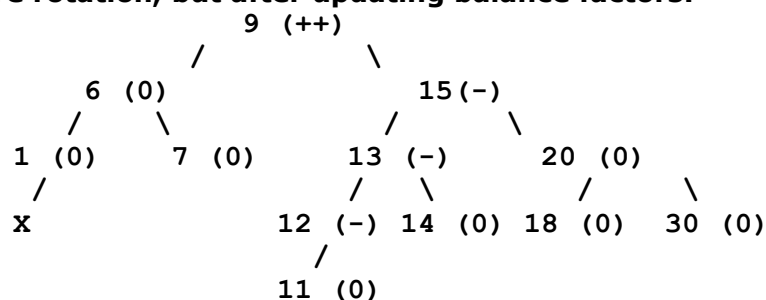 e rotation, but after updating balance factors:
9 (++)
/ \
6 (0) 15(-)
/ \ / \
1 (0) 7 (0) 13 (-) 20 (0)
/ / \ / \
X 12 (-) 14 (0) 18 (0) 30 (0)
/
11 (0)